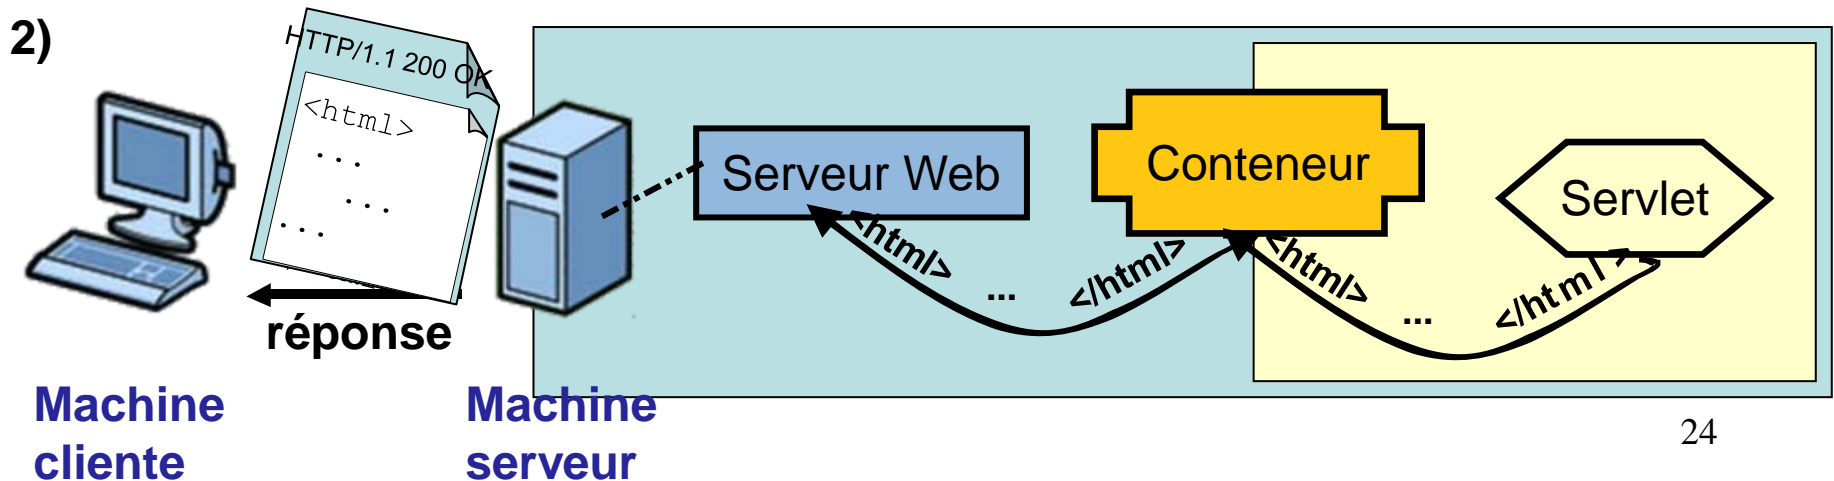 2)
HTTP/1.1 200 OK
<html>
...
...
...
réponse
Machine
cliente
Machine
serveur
Serveur Web
<html>
...
</html>
Conteneur
<html>
...
</html>
Servlet
24